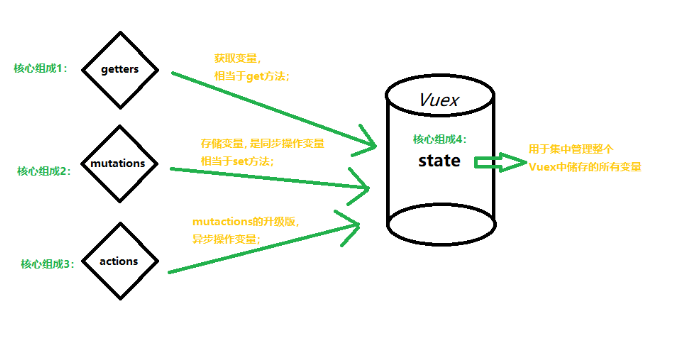 核心组成1：
getters
获取变量，
相当于get方法；
核心组成2：
mutations
存储变量，是同步操作变量
相当于set方法；
核心组成3：
actions
mutactions的升级版，
异步操作变量；
Vuex
核心组成4：
state
用于集中管理整个
Vuex中储存的所有变量